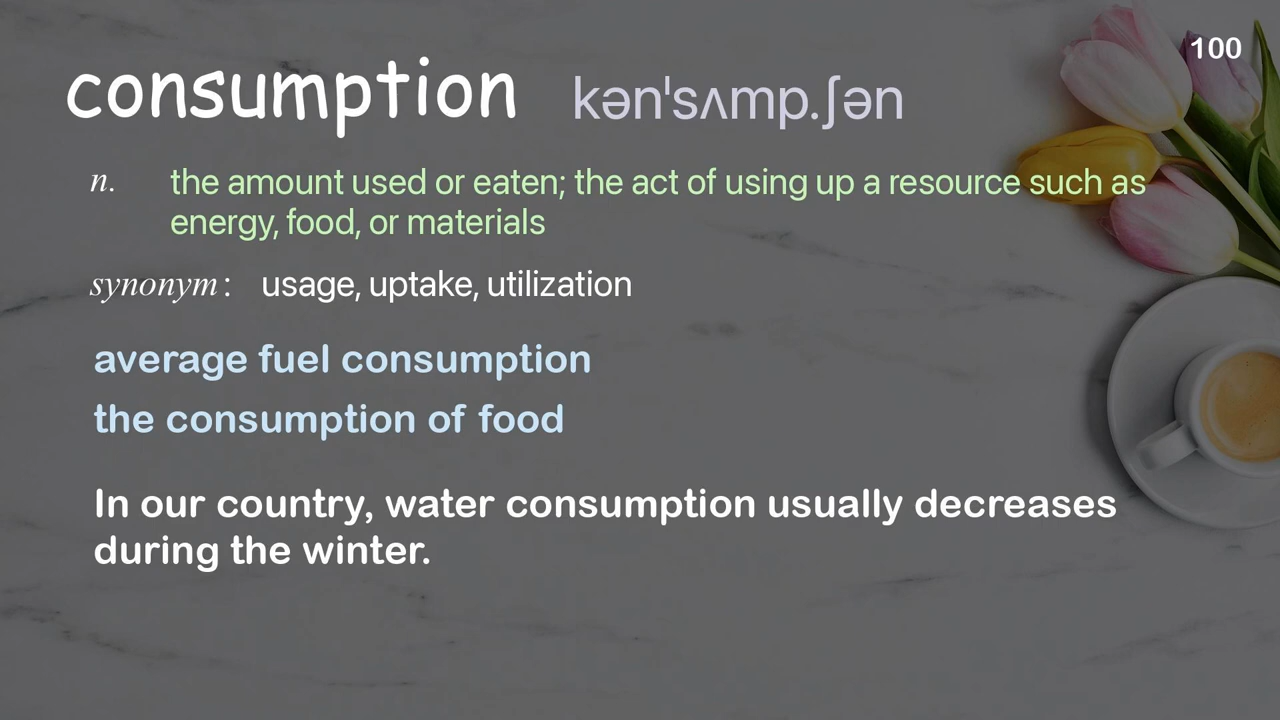 100
consumption kən'sʌmp.ʃən
n. the amount used or eaten; the act of using up a resource such as
energy, food, or materials
synonym : usage, uptake, utilization
average fuel consumption
the consumption of food
In our country, water consumption usually decreases
during the winter.